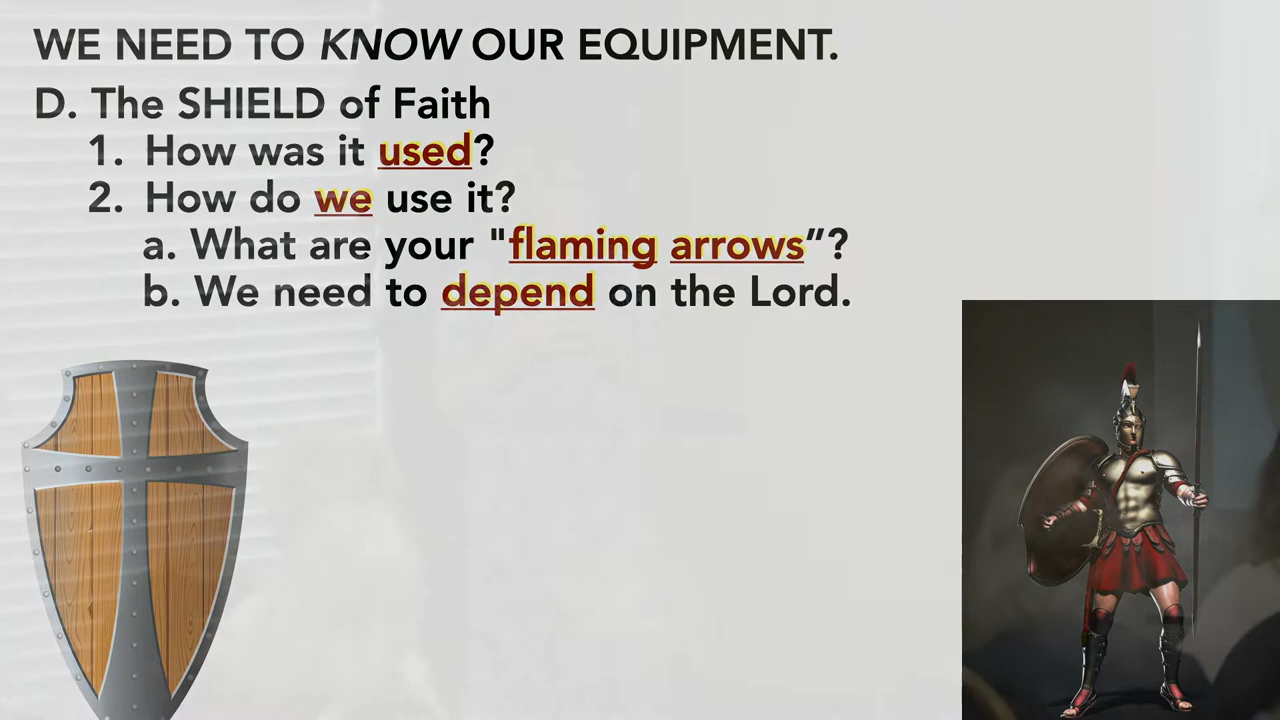 WE NEED TO KNOW OUR EQUIPMENT.
D. The SHIELD of Faith
1. How was it used?
2. How do we use it?
a. What are your "flaming arrows”?
b. We need to depend on the Lord.